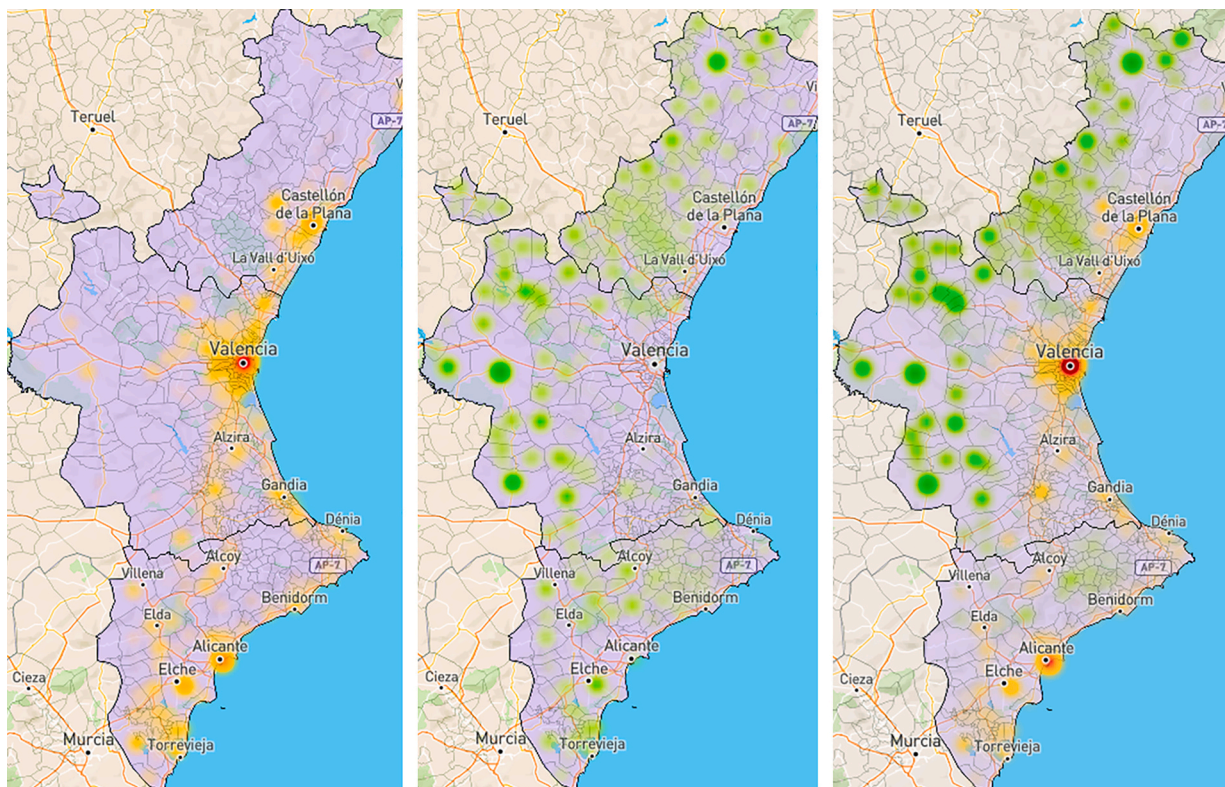 Teruel
AP-7
Castellón
de la Plana
La Vall d'Uixó
Valencia
Alzira
Gandia
Dénia
Alcoy
AP-7
Villena
Benidorm
Elda
Alicante
Elche
Cieza
Murcia
Torrevieja
Teruel
Vi
AP-7
Castellón
de la Plana
La Vall d'Uixó
Valencia
Alzira
Gandia
Dénia
Alcoy
AP-7
Villena
Benidorm
Elda
Alicante
Elche
Cieza
Murcia
Torrevieja
Teruel
AP-7
Castellón
de la Plana
La Vall d'Uixó
Valencia
Alzira
Gandia
Dénia
Alcoy
AP-7
Villena
Benidorm
Elda
Alicante
Elche
Cieza
Murcia
Torrevieja